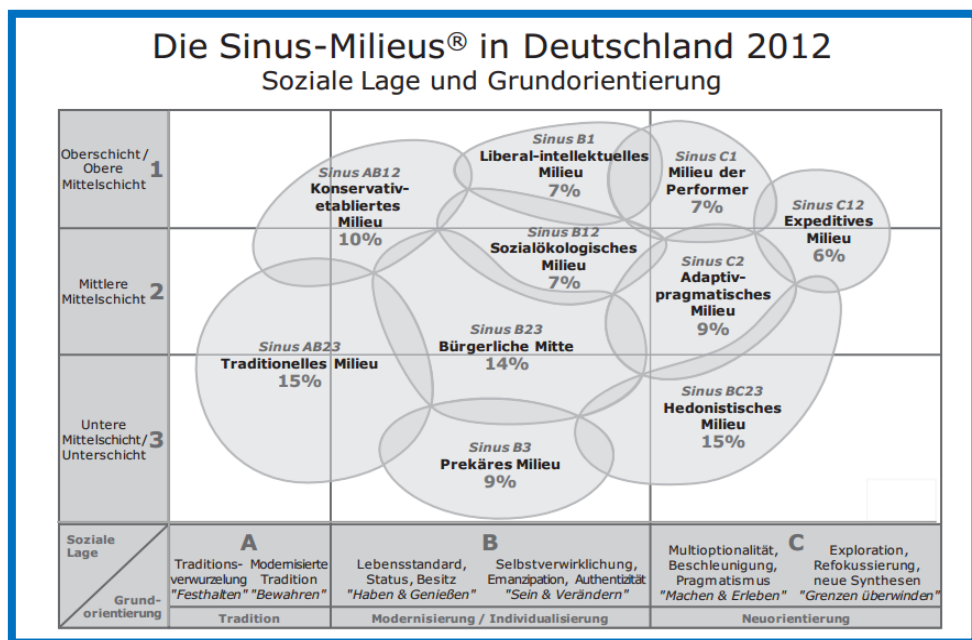 Die Sinus-Milieus® in Deutschland 2012
Soziale Lage und Grundorientierung
Oberschicht/
Obere
Mittelschicht
1
Mittlere
Mittelschicht
2
Untere
Mittelschicht/
Unterschicht
3
Sinus AB12
Konservativ-
etabliertes
Milieu
10%
Sinus B1
Liberal-intellektuelles
Milieu
7%
Sinus C1
Milieu der
Performer
7%
Sinus C12
Expeditives
Milieu
6%
Sinus B12
Sozialökologisches
Milieu
7%
Sinus C2
Adaptiv-
pragmatisches
Milieu
9%
Sinus AB23
Traditionelles Milieu
15%
Sinus B23
Bürgerliche Mitte
14%
Sinus BC23
Hedonistisches
Milieu
15%
Sinus B3
Prekäres Milieu
9%
Soziale
Lage
Grund-
orientierung
A
Traditions-
verwurzelung
"Festhalten"
Modernisierte
Tradition
"Bewahren"
Tradition
B
Lebensstandard,
Status, Besitz
"Haben & Genießen"
Selbstverwirklichung,
Emanzipation, Authentizität
"Sein & Verändern"
Modernisierung / Individualisierung
C
Multioptionalität,
Beschleunigung,
Pragmatismus
"Machen & Erleben"
Exploration,
Refokussierung,
neue Synthesen
"Grenzen überwinden"
Neuorientierung